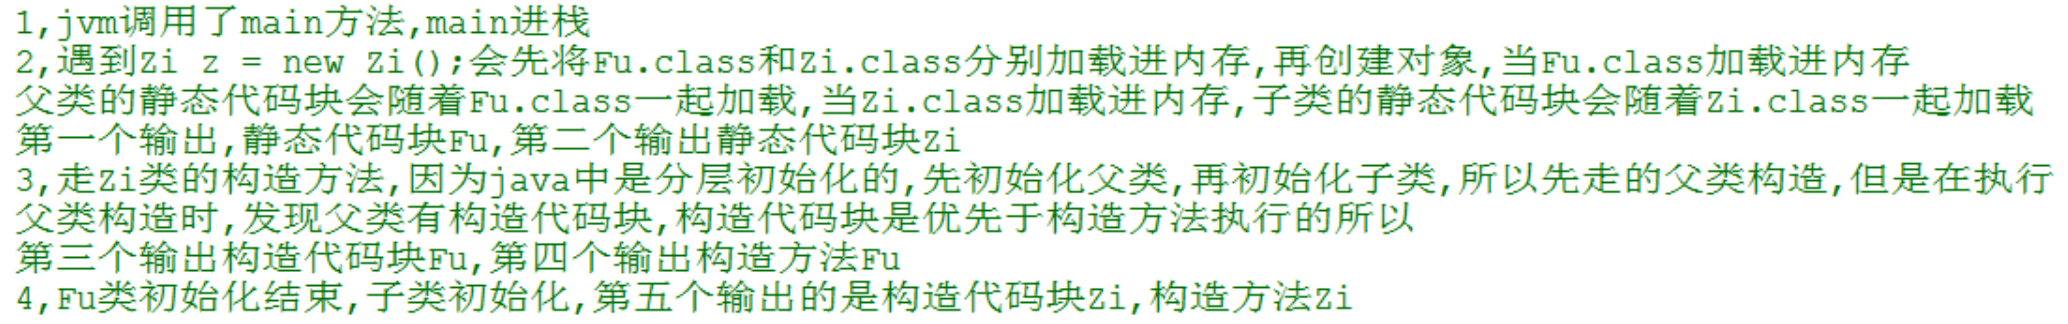 1,jvm调用了main方法,main进栈
2,遇到Zi z = new Zi();会先将Fu.class和Zi.class分别加载进内存,再创建对象,当Fu.class加载进内存
父类的静态代码块会随着Fu.class一起加载,当Zi.class加载进内存,子类的静态代码块会随着Zi.class一起加载
第一个输出,静态代码块Fu,第二个输出静态代码块Zi
3,走Zi类的构造方法,因为java中是分层初始化的,先初始化父类,再初始化子类,所以先走的父类构造,但是在执行
父类构造时,发现父类有构造代码块,构造代码块是优先于构造方法执行的所以
第三个输出构造代码块Fu,第四个输出构造方法Fu
4,Fu类初始化结束,子类初始化,第五个输出的是构造代码块Zi,构造方法Zi